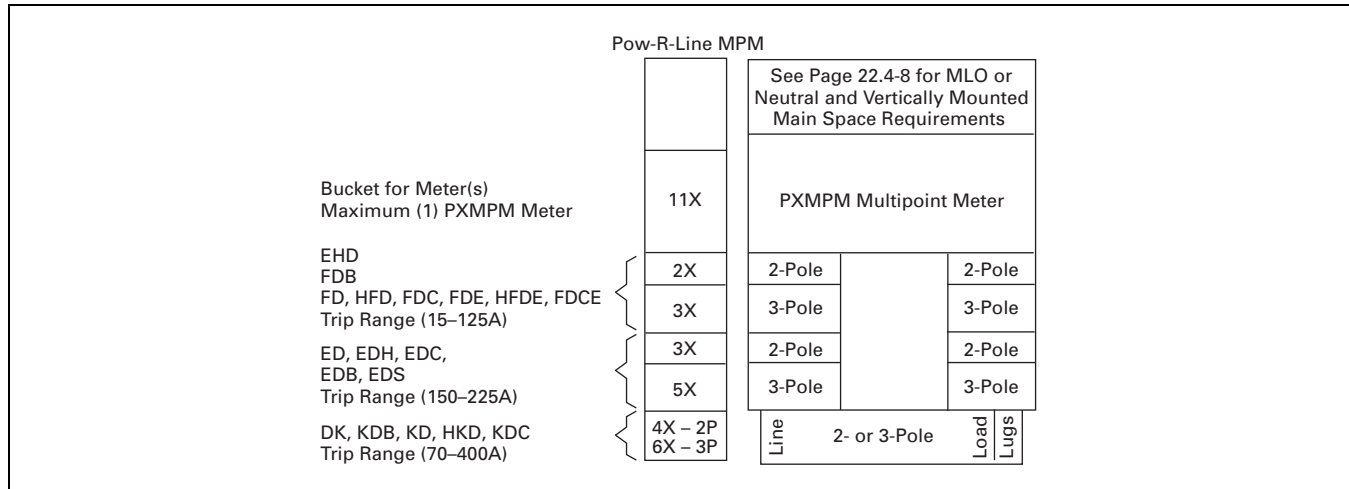 Pow-R-Line MPM
See Page 22.4-8 for MLO or
Neutral and Vertically Mounted
Main Space Requirements
Bucket for Meter(s)
Maximum (1) PXMPM Meter
11X
PXMPM Multipoint Meter
EHD
FDB
FD, HFD, FDC, FDE, HFDE, FDCE
Trip Range (15–125A)
2X
2-Pole
2-Pole
3X
3-Pole
3-Pole
ED, EDH, EDC,
EDB, EDS
Trip Range (150–225A)
3X
2-Pole
2-Pole
5X
3-Pole
3-Pole
DK, KDB, KD, HKD, KDC
Trip Range (70–400A)
4X – 2P
6X – 3P
Line
2- or 3-Pole
Load
Lugs